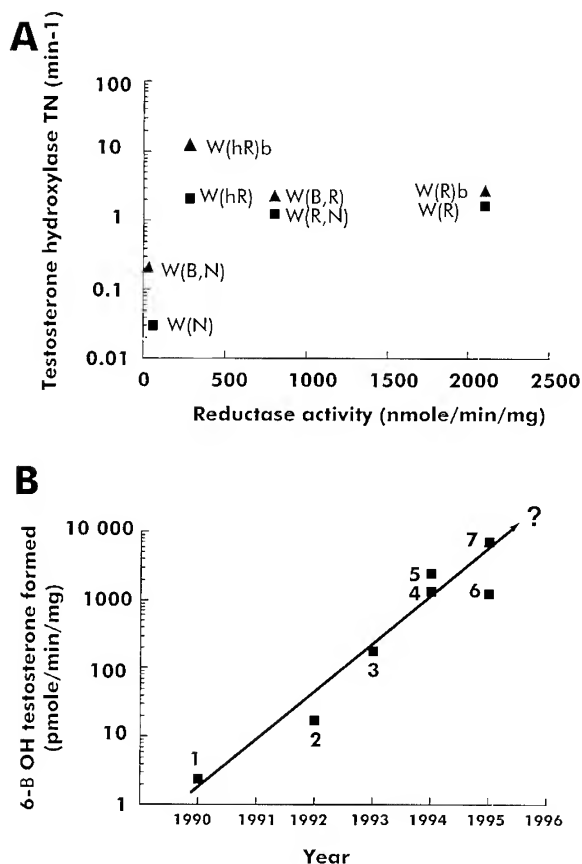 A
Testosterone hydroxylase TN (min-1)
100
10
1
0.1
0.01
W(hR)b
W(hR)
W(B,R)
W(R,N)
W(R)b
W(R)
W(B,N)
W(N)
0 500 1000 1500 2000 2500
Reductase activity (nmole/min/mg)
B
6-B OH testosterone formed
(pmole/min/mg)
10 000
1000
100
10
1
?
7
5
4
6
3
2
1
1990 1991 1992 1993 1994 1995 1996
Year